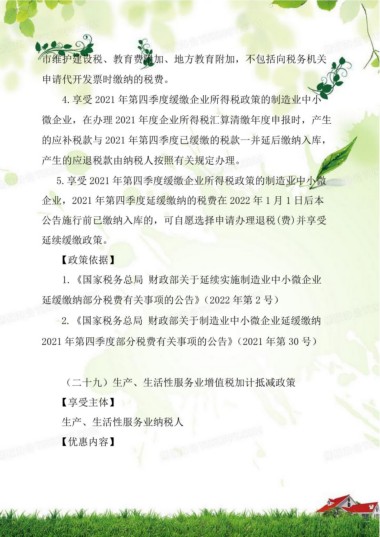 市维护建设税、教育费附加、地方教育附加，不包括向税务机关
申请代开发票时缴纳的税费。
4.享受 2021 年第四季度缓缴企业所得税政策的制造业中小
微企业，在办理 2021 年度企业所得税汇算清缴年度申报时，产生
的应补税款与 2021 年第四季度已缓缴的税款一并延后缴纳入库，
产生的应退税款由纳税人按照有关规定办理。
5.享受 2021 年第四季度缓缴企业所得税政策的制造业中小微
企业，2021 年第四季度延缓缴纳的税费在 2022 年 1 月 1 日后本
公告施行前已缴纳入库的，可自愿选择申请办理退税(费)并享受
延续缓缴政策。
【政策依据】
1.《国家税务总局 财政部关于延续实施制造业中小微企业
延缓缴纳部分税费有关事项的公告》（2022 年第 2 号）
2.《国家税务总局 财政部关于制造业中小微企业延缓缴纳
2021 年第四季度部分税费有关事项的公告》（2021 年第 30 号）
（二十九）生产、生活性服务业增值税加计抵减政策
【享受主体】
生产、生活性服务业纳税人
【优惠内容】